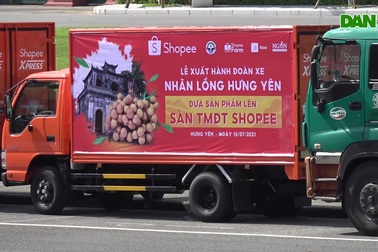 DAN
Shopee
XPRESS
Shopee
LỄ XUẤT HÀNH ĐOÀN XE
NHÃN LỒNG HƯNG YÊN
ĐƯA SẢN PHẨM LÊN
SÀN TMĐT SHOPEE
HƯNG YÊN - NGÀY 15/07/2021
Shopee